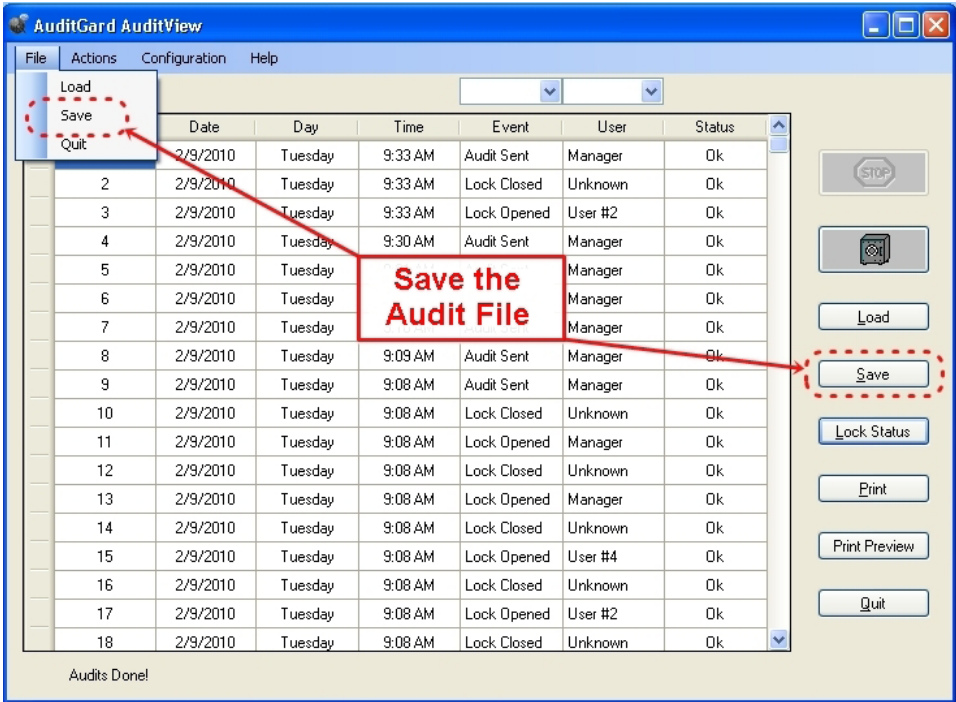 AuditGard AuditView
File Actions Configuration Help
Load
Save
Quit
Date Day Time Event User Status
2/9/2010 Tuesday 9:33 AM Audit Sent Manager Ok
2 2/9/2010 Tuesday 9:33 AM Lock Closed Unknown Ok
3 2/9/2010 Tuesday 9:33 AM Lock Opened User #2 Ok
4 2/9/2010 Tuesday 9:30 AM Audit Sent Manager Ok
5 2/9/2010 Tuesday Manager Ok
6 2/9/2010 Tuesday Manager Ok
7 2/9/2010 Tuesday Manager Ok
8 2/9/2010 Tuesday 9:09 AM Audit Sent Manager Ok
9 2/9/2010 Tuesday 9:08 AM Audit Sent Manager Ok
10 2/9/2010 Tuesday 9:08 AM Lock Closed Unknown Ok
11 2/9/2010 Tuesday 9:08 AM Lock Opened Manager Ok
12 2/9/2010 Tuesday 9:08 AM Lock Closed Unknown Ok
13 2/9/2010 Tuesday 9:08 AM Lock Opened Manager Ok
14 2/9/2010 Tuesday 9:08 AM Lock Closed Unknown Ok
15 2/9/2010 Tuesday 9:08 AM Lock Opened User #4 Ok
16 2/9/2010 Tuesday 9:08 AM Lock Closed Unknown Ok
17 2/9/2010 Tuesday 9:08 AM Lock Opened User #2 Ok
18 2/9/2010 Tuesday 9:08 AM Lock Closed Unknown Ok
Save the
Audit File
STOP
Load
Save
Lock Status
Print
Print Preview
Quit
Audits Done!